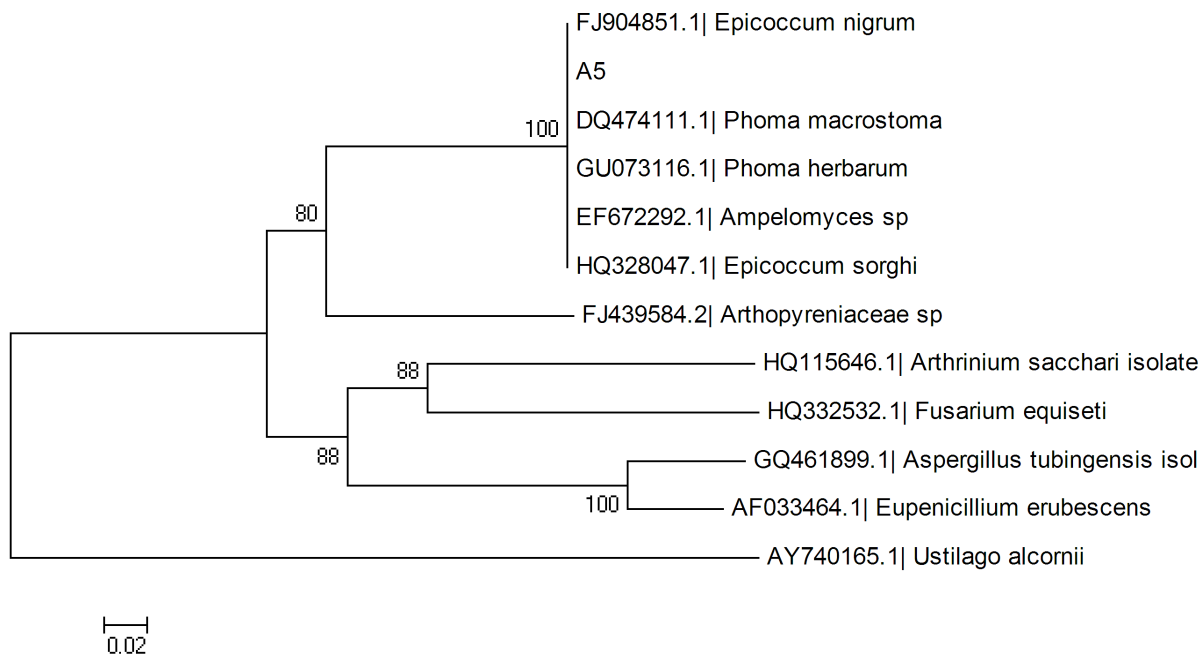 FJ904851.1| Epicoccum nigrum
A5
100
DQ474111.1| Phoma macrostoma
GU073116.1| Phoma herbarum
80
EF672292.1| Ampelomyces sp
HQ328047.1| Epicoccum sorghi
FJ439584.2| Arthopyreniaceae sp
88
HQ115646.1| Arthrinium sacchari isolate
HQ332532.1| Fusarium equiseti
88
GQ461899.1| Aspergillus tubingensis isol
100
AF033464.1| Eupenicillium erubescens
AY740165.1| Ustilago alcornii
0.02